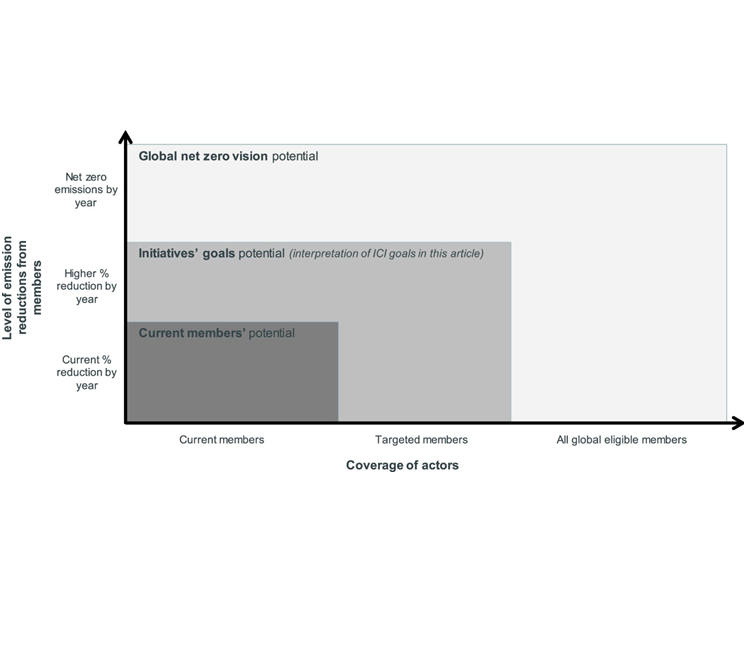 Global net zero vision potential
Net zero
emissions by
year
Initiatives' goals potential (interpretation of ICI goals in this article)
Level of emission
reductions from
members
Higher %
reduction by
year
Current members' potential
Current %
reduction by
year
Current members
Targeted members
All global eligible members
Coverage of actors